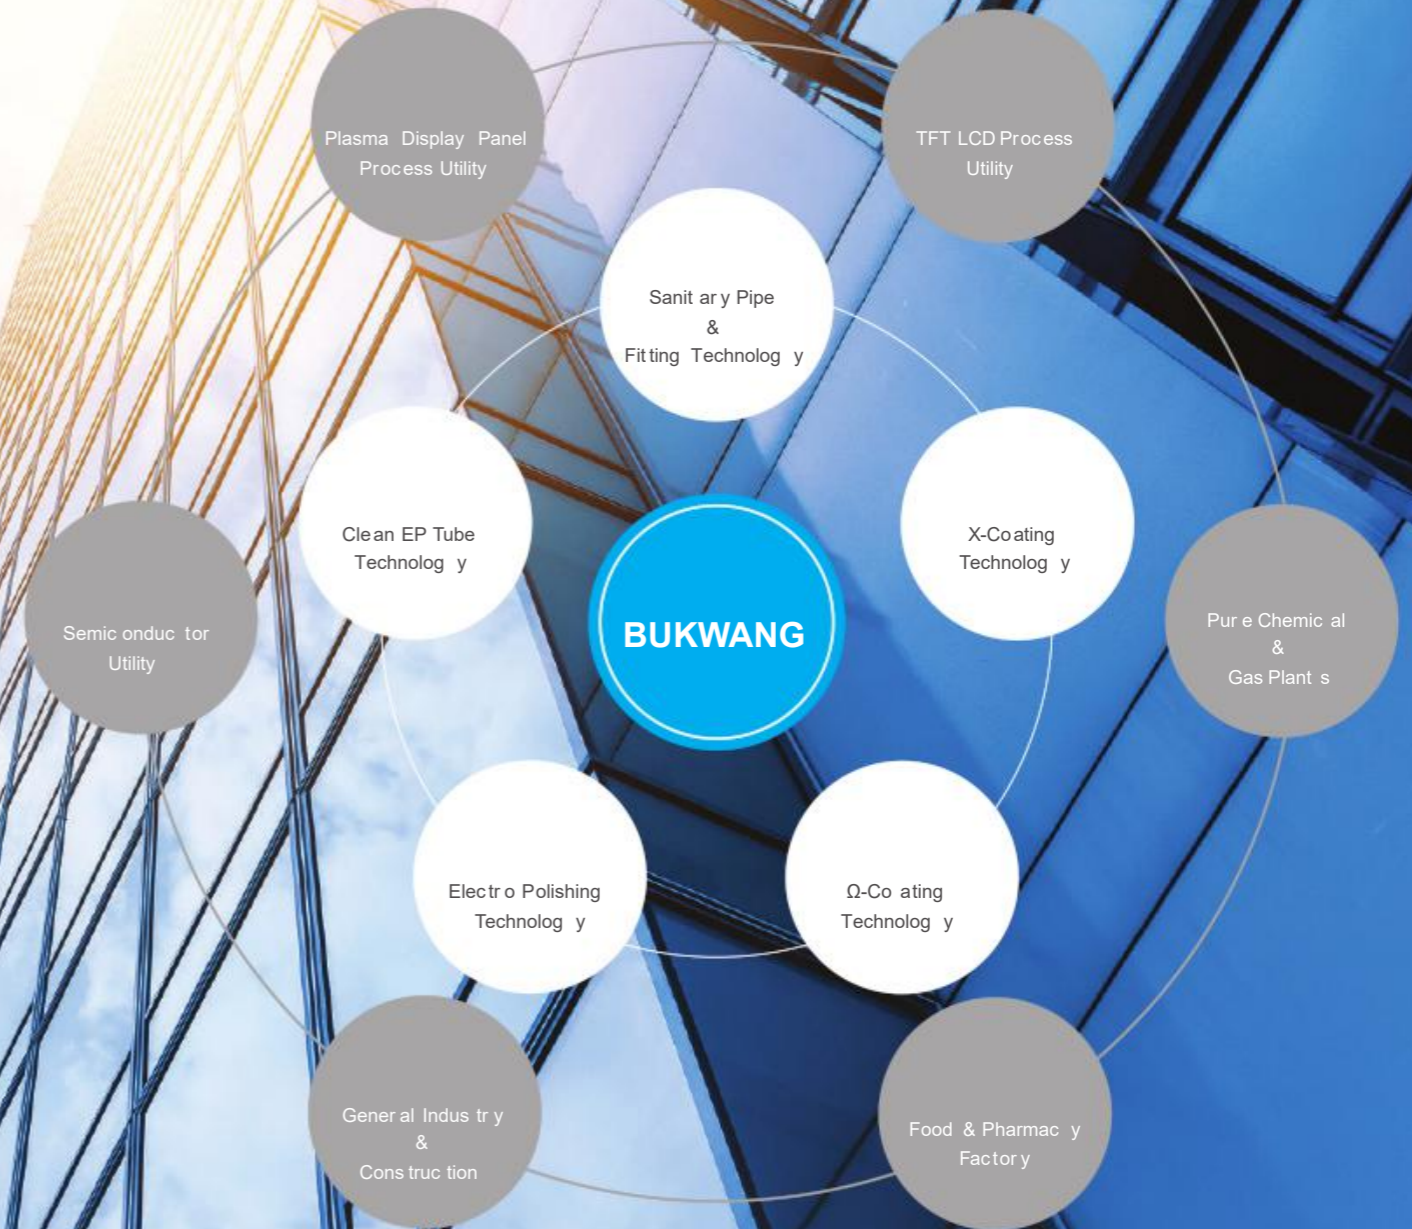 Plasma Display Panel
Process Utility
TFT LCD Process
Utility
Sanitary Pipe
&
Fitting Technology
Clean EP Tube
Technology
X-Coating
Technology
BUKWANG
Semiconductor
Utility
Pure Chemical
&
Gas Plants
Electro Polishing
Technology
Ω-Coating
Technology
General Industry
&
Construction
Food & Pharmacy
Factory